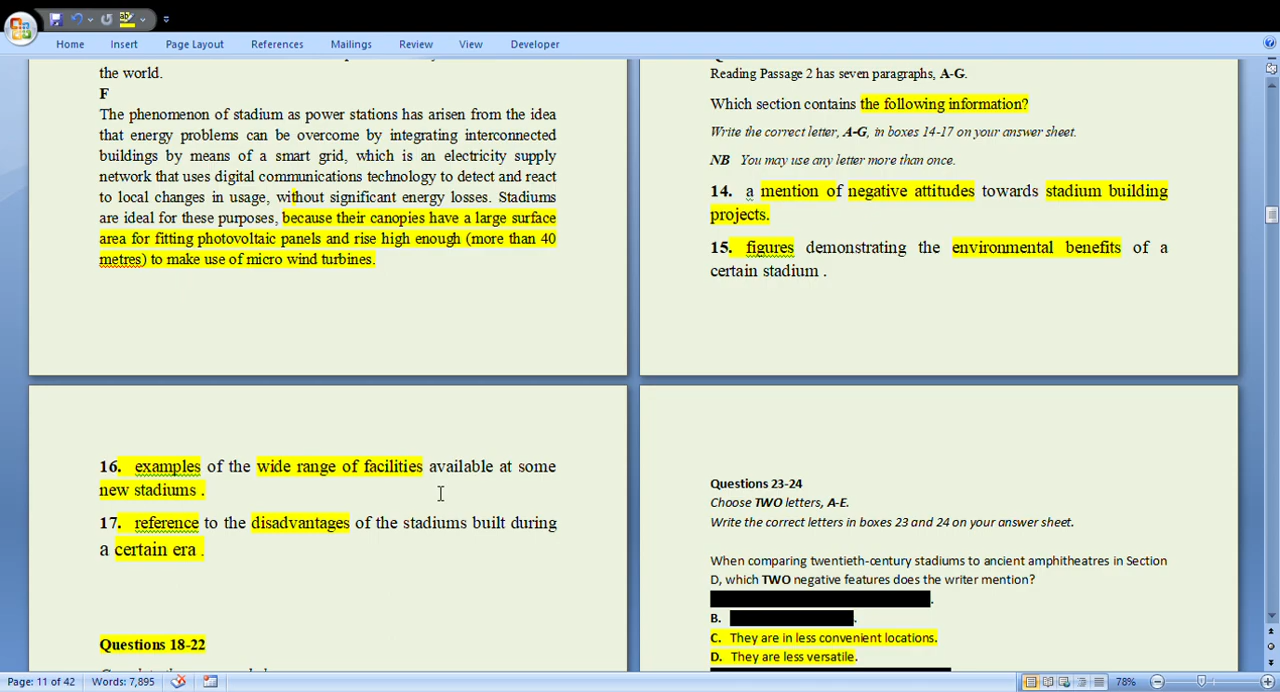 Home Insert Page Layout References Mailings Review View Developer
the world.
F
The phenomenon of stadium as power stations has arisen from the idea
that energy problems can be overcome by integrating interconnected
buildings by means of a smart grid, which is an electricity supply
network that uses digital communications technology to detect and react
to local changes in usage, without significant energy losses. Stadiums
are ideal for these purposes, because their canopies have a large surface
area for fitting photovoltaic panels and rise high enough (more than 40
metres) to make use of micro wind turbines.
Reading Passage 2 has seven paragraphs, A-G.
Which section contains the following information?
Write the correct letter, A-G, in boxes 14-17 on your answer sheet.
NB You may use any letter more than once.
14. a mention of negative attitudes towards stadium building
projects.
15. figures demonstrating the environmental benefits of a
certain stadium .
16. examples of the wide range of facilities available at some
new stadiums .
17. reference to the disadvantages of the stadiums built during
a certain era .
Questions 18-22
Questions 23-24
Choose TWO letters, A-E.
Write the correct letters in boxes 23 and 24 on your answer sheet.
When comparing twentieth-century stadiums to ancient amphitheatres in Section
D, which TWO negative features does the writer mention?
.
B. .
C. They are in less convenient locations.
D. They are less versatile.
Page: 11 of 42 Words: 7,895 78%